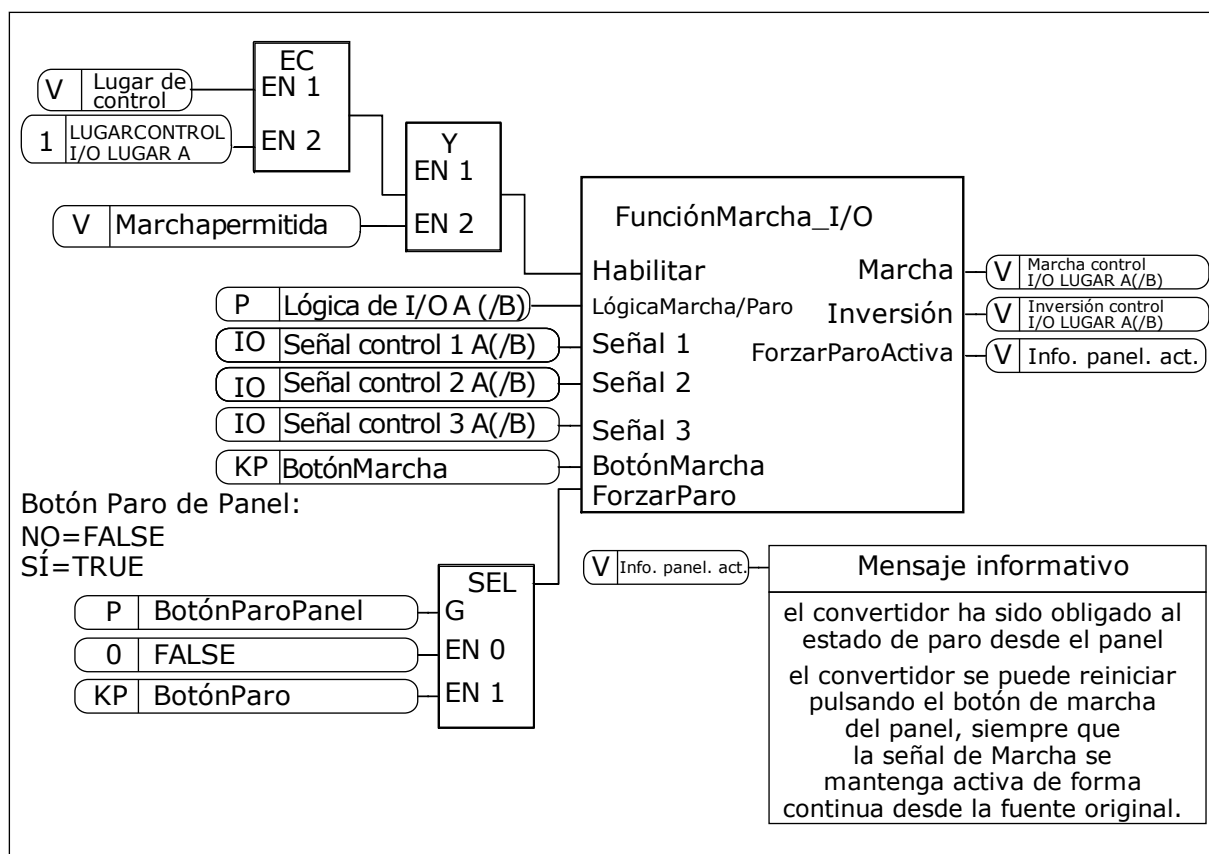 EC
V Lugar de
control
EN 1
1 LUGARCONTROL
I/O LUGAR A
EN 2
Y
EN 1
V Marchapermitida
EN 2
FunciónMarcha_I/O
Habilitar
Marcha
V Marcha control
I/O LUGAR A(/B)
P Lógica de I/O A (/B)
LógicaMarcha/Paro
Inversión
V Inversión control
I/O LUGAR A(/B)
IO Señal control 1 A(/B)
Señal 1
ForzarParoActiva
V Info. panel. act.
IO Señal control 2 A(/B)
Señal 2
IO Señal control 3 A(/B)
Señal 3
KP BotónMarcha
BotónMarcha
ForzarParo
Botón Paro de Panel:
NO=FALSE
SÍ=TRUE
SEL
P BotónParoPanel
G
0 FALSE
EN 0
KP BotónParo
EN 1
V Info. panel. act.
Mensaje informativo
el convertidor ha sido obligado al
estado de paro desde el panel
el convertidor se puede reiniciar
pulsando el botón de marcha
del panel, siempre que
la señal de Marcha se
mantenga activa de forma
continua desde la fuente original.